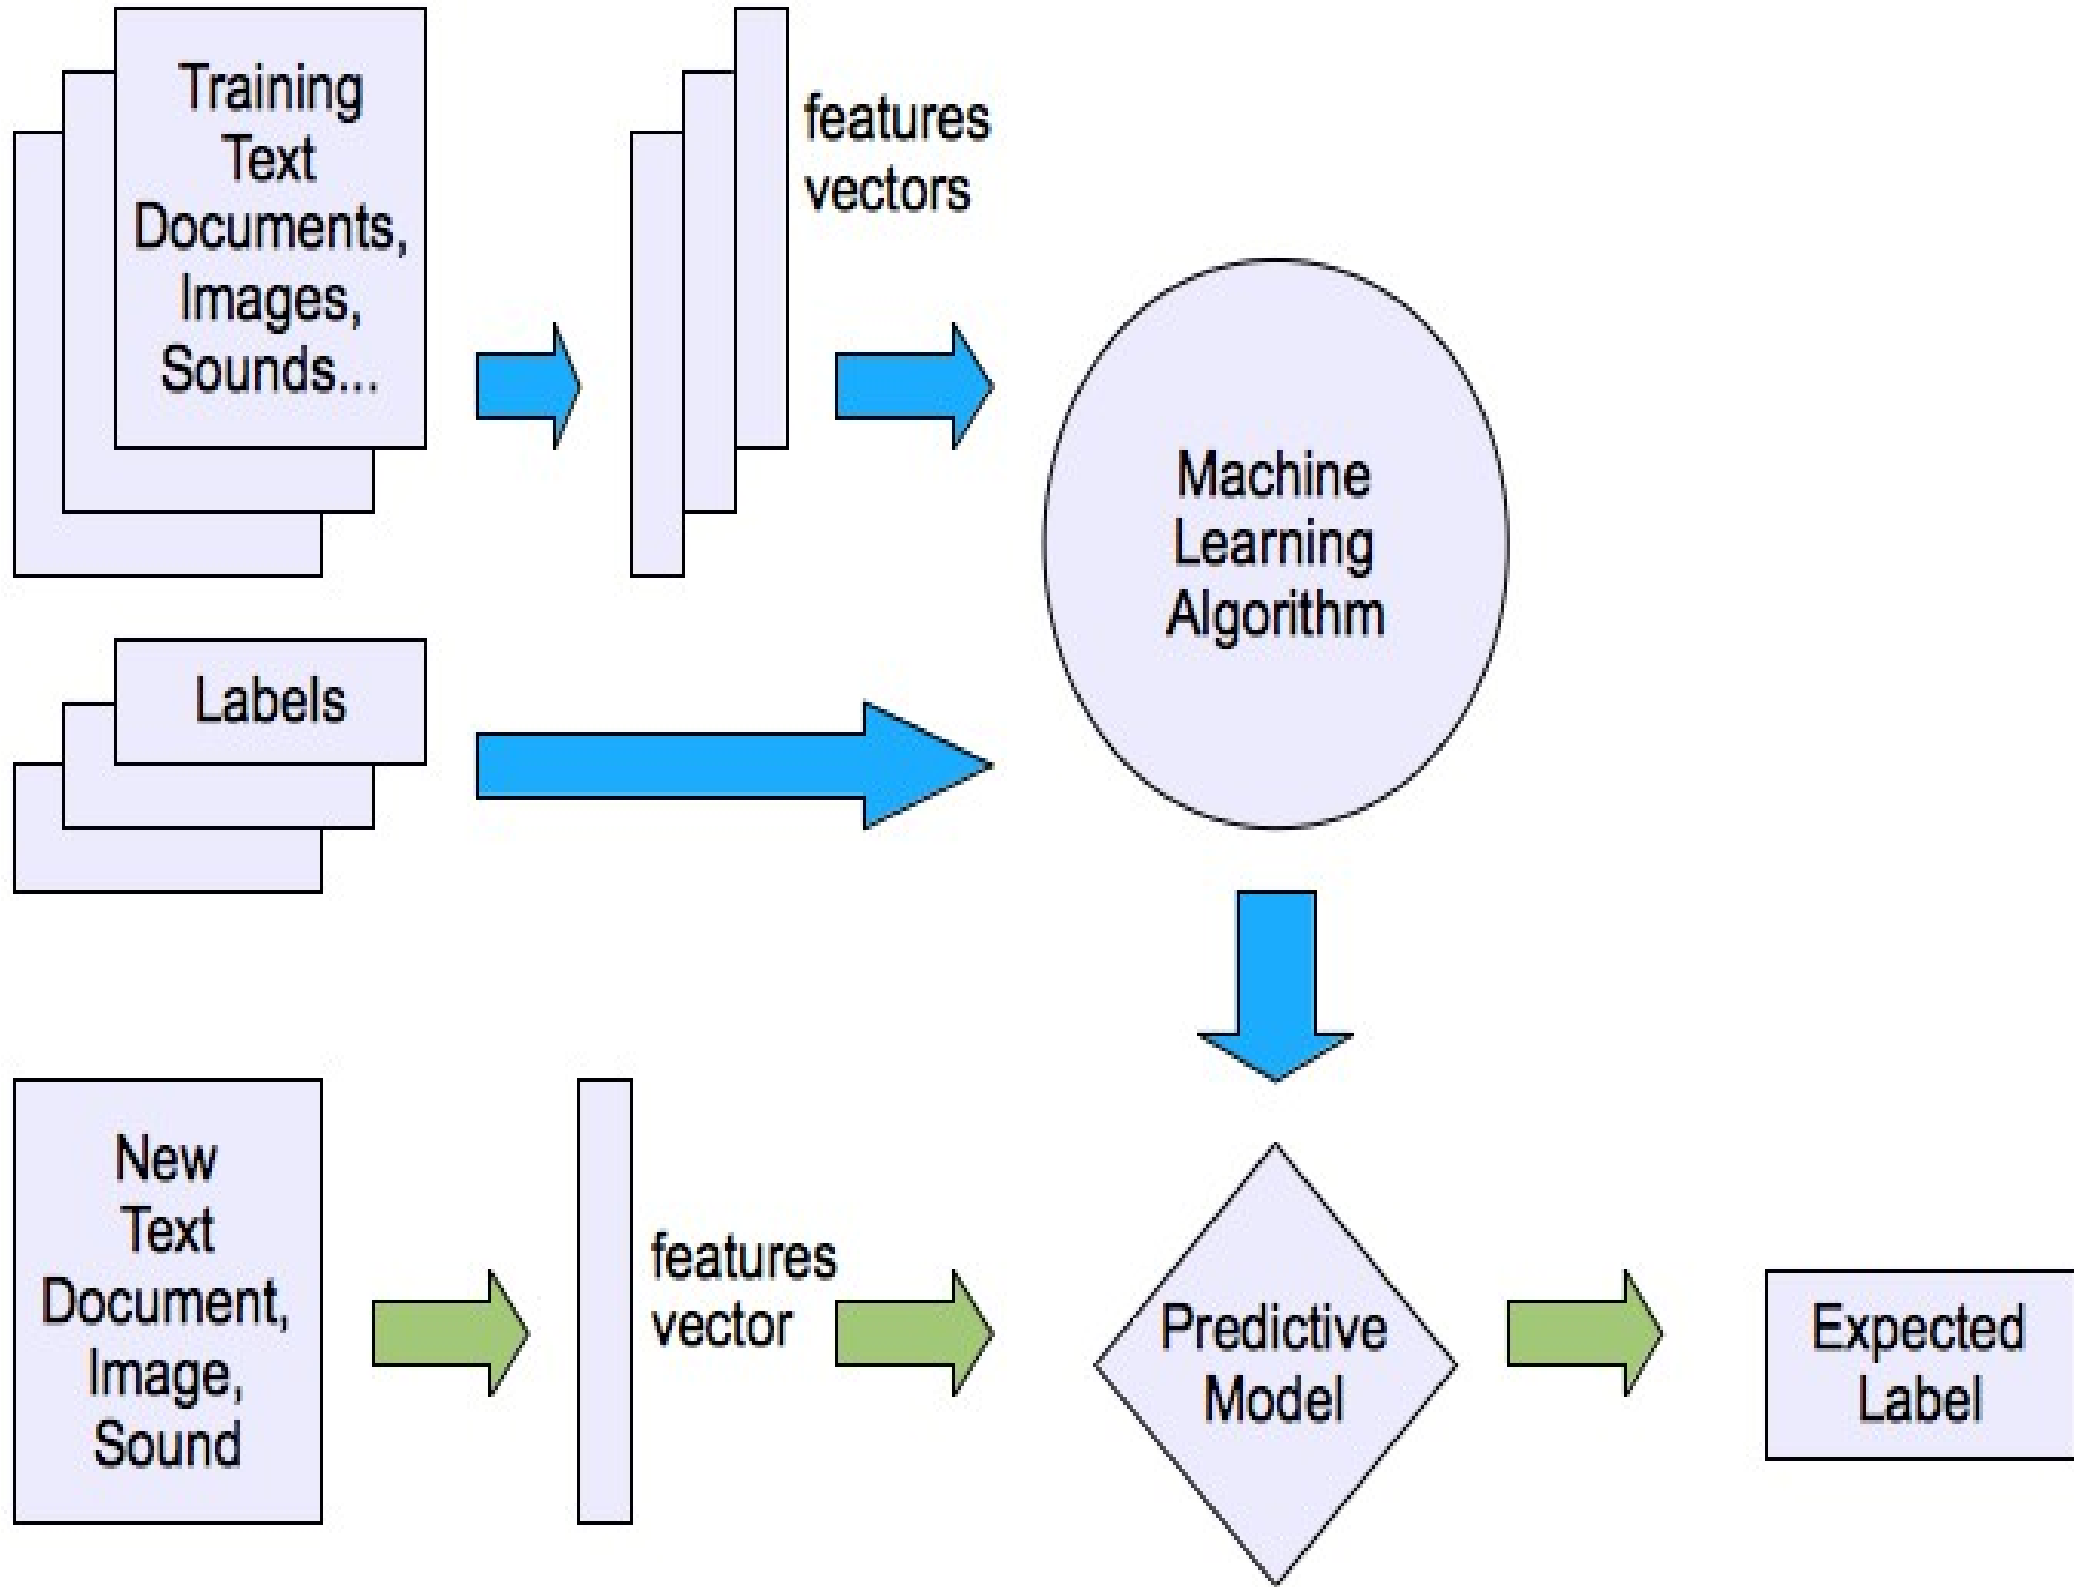 Training
Text
Documents,
Images,
Sounds...
features
vectors
Machine
Learning
Algorithm
Labels
New
Text
Document,
Image,
Sound
features
vector
Predictive
Model
Expected
Label